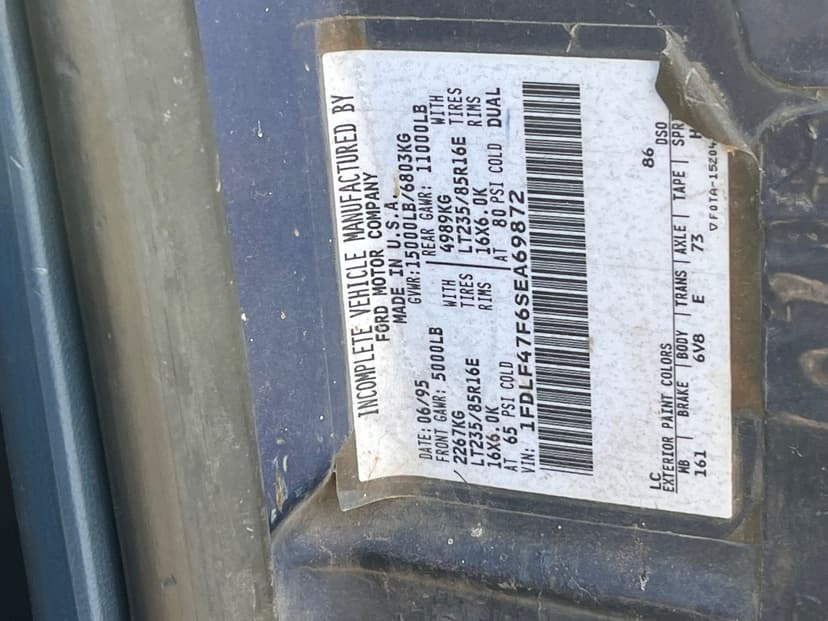 INCOMPLETE VEHICLE MANUFACTURED BY
FORD MOTOR COMPANY
MADE IN U.S.A.
DATE: 06/95 GVWR:15000LB/6803KG
FRONT GAWR: 5000LB REAR GAWR: 11000LB
2267KG WITH 4989KG WITH
LT235/85R16E TIRES LT235/85R16E TIRES
16X6.0K RIMS 16X6.0K RIMS
AT 65 PSI COLD AT 80 PSI COLD DUAL
VIN: 1FDLF47F6SEA69872
LC 86
EXTERIOR PAINT COLORS DSO
WB BRAKE BODY TRANS AXLE TAPE SPR
161 6V8 E 73 H
▽F0TA-15204